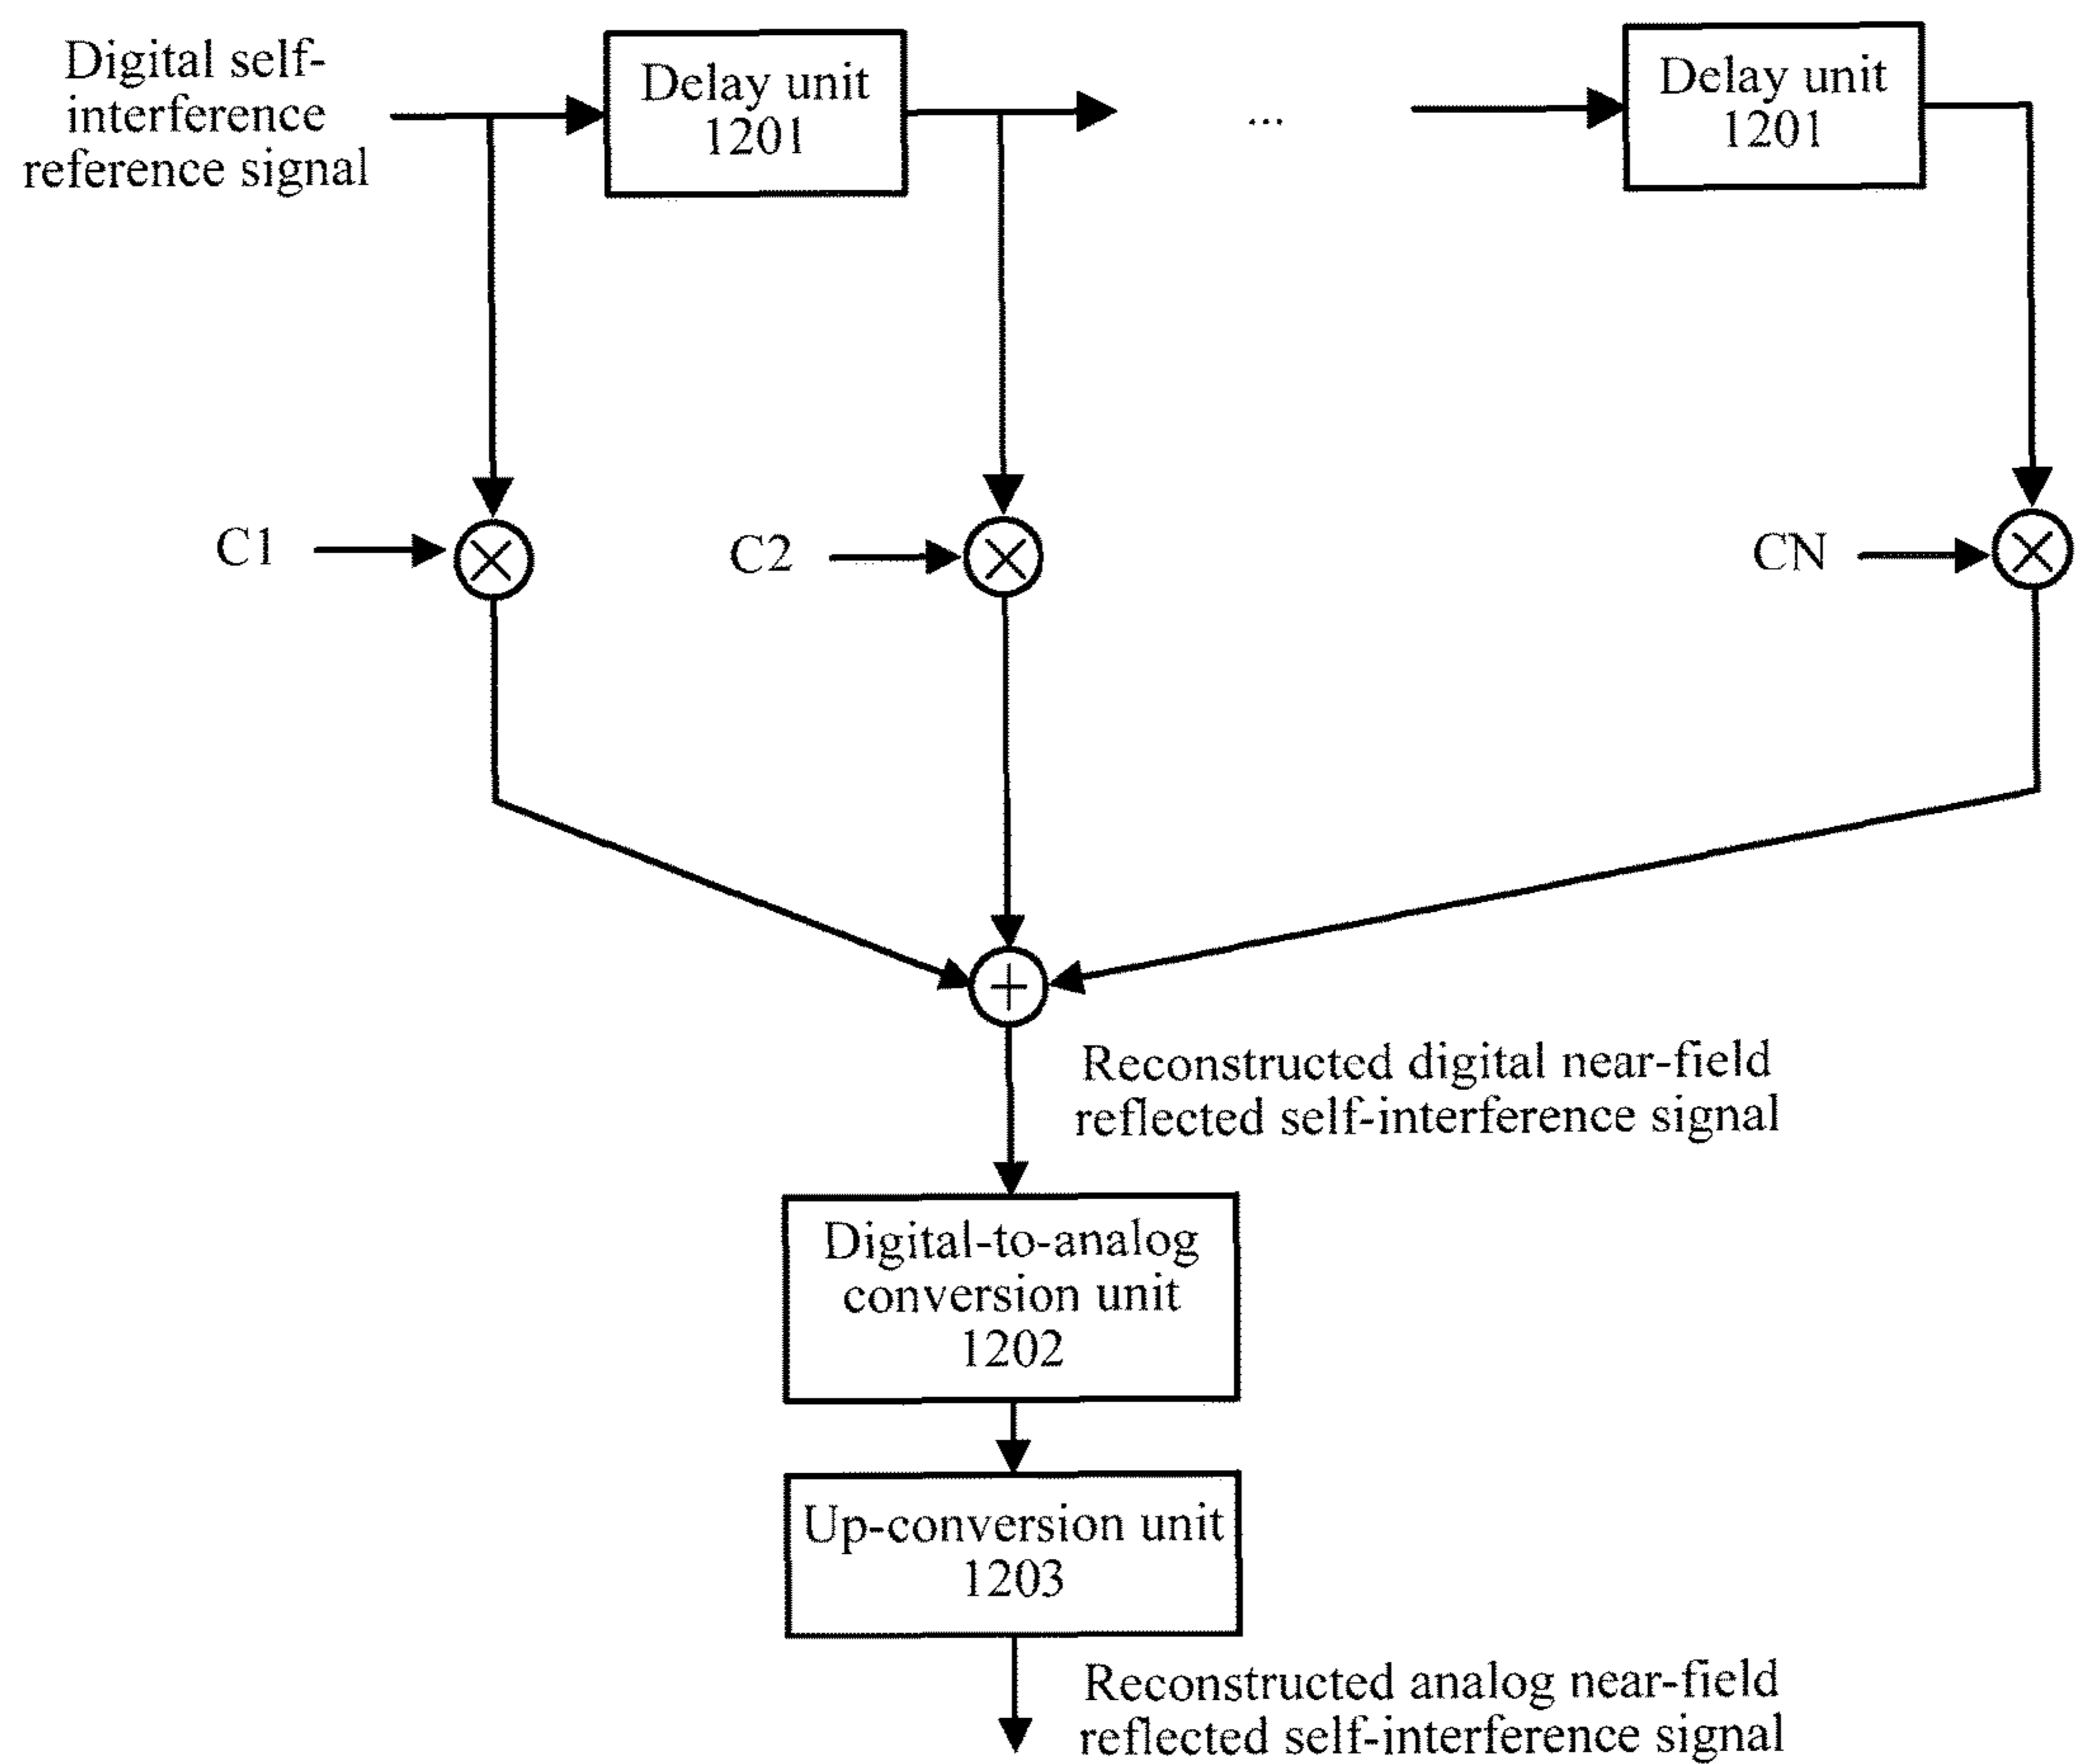 Digital self-
interference
reference signal
Delay unit
1201
...
Delay unit
1201
C1
C2
CN
Reconstructed digital near-field
reflected self-interference signal
Digital-to-analog
conversion unit
1202
Up-conversion unit
1203
Reconstructed analog near-field
reflected self-interference signal